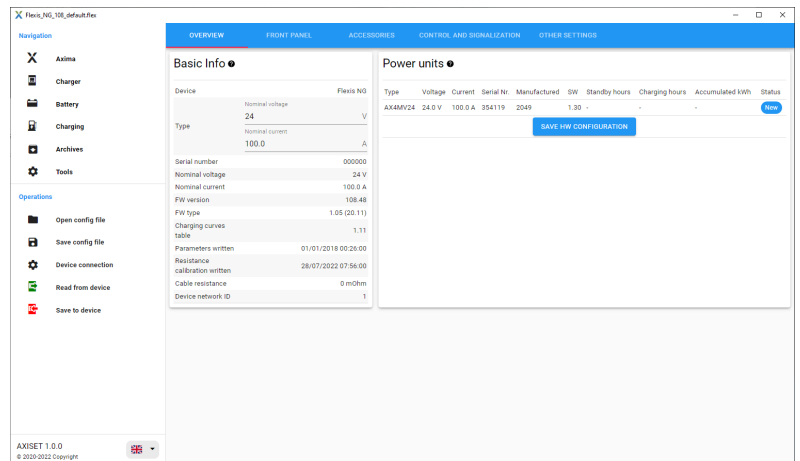 Flexis_NG_108_default.flex
Navigation
Axima
Charger
Battery
Charging
Archives
Tools
Operations
Open config file
Save config file
Device connection
Read from device
Save to device
AXISET 1.0.0
© 2020-2022 Copyright
OVERVIEW FRONT PANEL ACCESSORIES CONTROL AND SIGNALIZATION OTHER SETTINGS
Basic Info
Device Flexis NG
Type
Nominal voltage
24 V
Nominal current
100.0 A
Serial number 000000
Nominal voltage 24 V
Nominal current 100.0 A
FW version 108.48
FW type 1.05 (20.11)
Charging curves
table 1.11
Parameters written 01/01/2018 00:26:00
Resistance
calibration written 28/07/2022 07:56:00
Cable resistance 0 mOhm
Device network ID 1
Power units
Type Voltage Current Serial Nr. Manufactured SW Standby hours Charging hours Accumulated kWh Status
AX4MV24 24.0 V 100.0 A 354119 2049 1.30 - - - New
SAVE HW CONFIGURATION